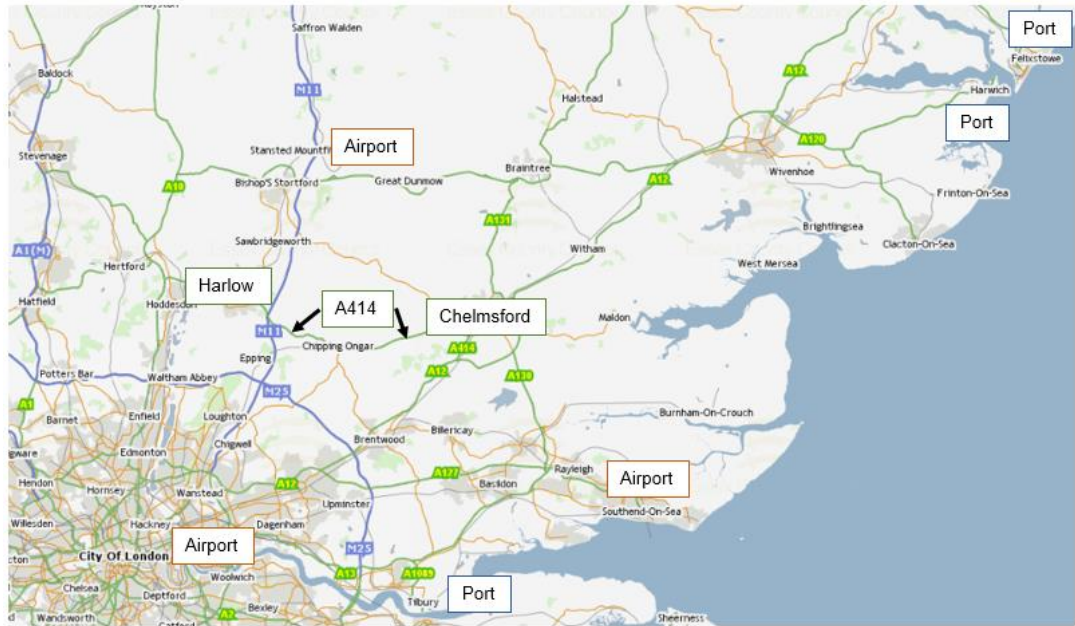 Royston
Saffron Walden
Port
Felixstowe
Baldock
M11
A12
Halstead
Harwich
Port
A120
Stevenage
Stansted Mountfi
Airport
Braintree
Wivenhoe
A10
Bishop'S Stortford
Great Dunmow
A12
Frinton-On-Sea
A131
Brightlingsea
Clacton-On-Sea
A1(M)
Sawbridgeworth
Witham
West Mersea
Hertford
Harlow
A414
Hatfield
Hoddesdon
Chelmsford
Maldon
M11
Chipping Ongar
A414
Epping
A12
A130
Potters Bar
Waltham Abbey
M25
A1
Barnet
Enfield
Loughton
Burnham-On-Crouch
Chigwell
Brentwood
Billericay
gware
Edmonton
A127
Rayleigh
Airport
Hendon
Hornsey
Wanstead
A12
Basildon
Upminster
Southend-On-Sea
Willesden
Hackney
Dagenham
cton
City Of London
Airport
M25
Woolwich
A13
A1089
Port
Chelsea
Deptford
Bexley
Tilbury
Wandsworth
Catford
A2
Sheerness